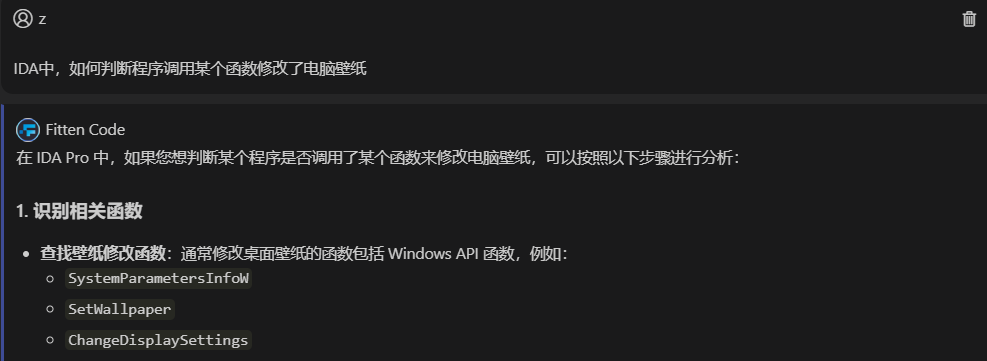 z
IDA中，如何判断程序调用某个函数修改了电脑壁纸
Fitten Code
在 IDA Pro 中，如果您想判断某个程序是否调用了某个函数来修改电脑壁纸，可以按照以下步骤进行分析：
1. 识别相关函数
• 查找壁纸修改函数：通常修改桌面壁纸的函数包括 Windows API 函数，例如：
◦ SystemParametersInfoW
◦ SetWallpaper
◦ ChangeDisplaySettings